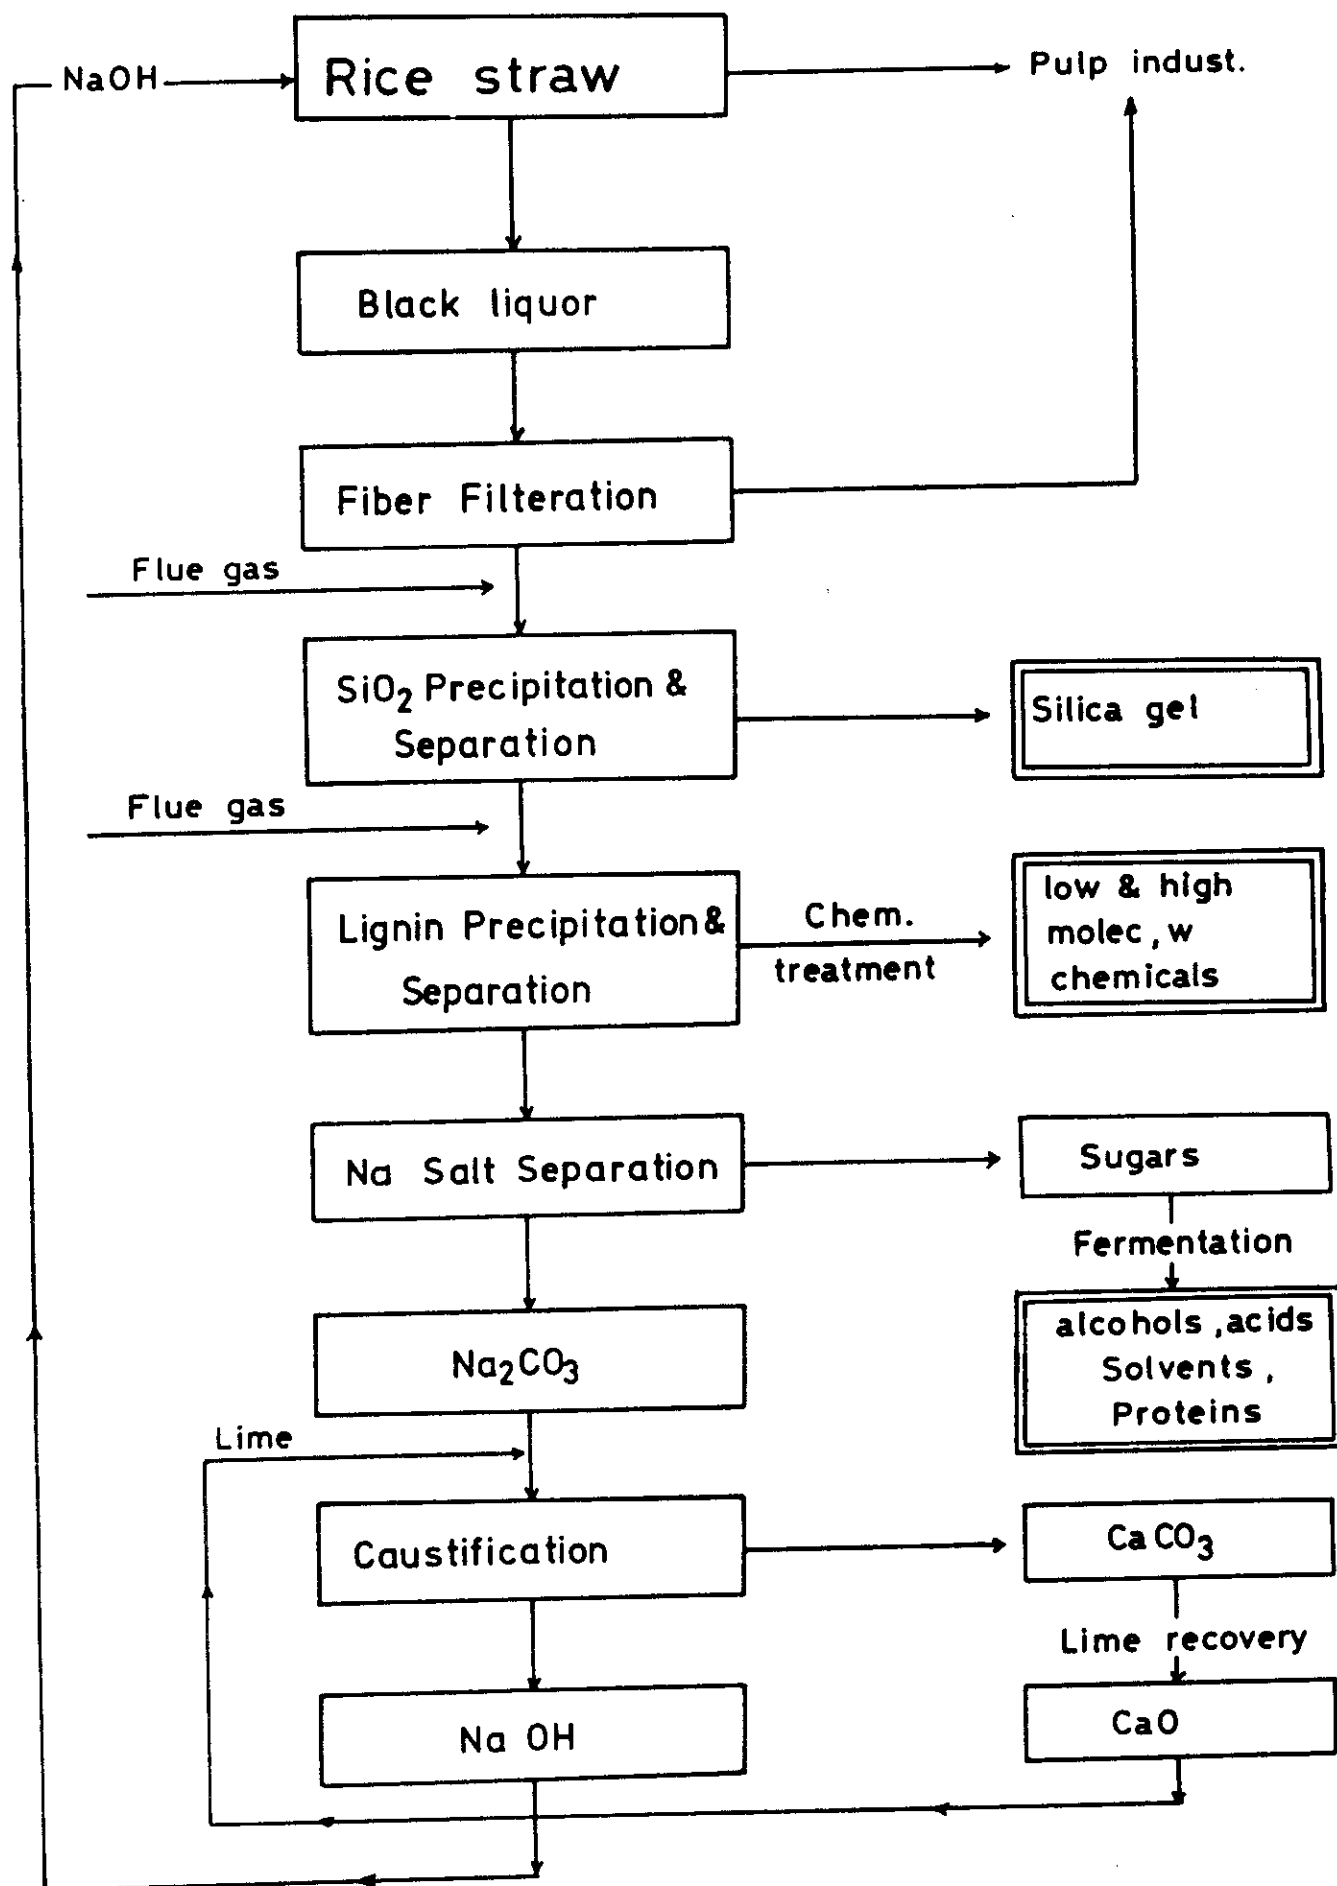 NaOH
Rice straw
Pulp indust.
Black liquor
Fiber Filteration
Flue gas
SiO₂ Precipitation &
Separation
Silica gel
Flue gas
Lignin Precipitation &
Separation
Chem.
treatment
low & high
molec, w
chemicals
Na Salt Separation
Sugars
Fermentation
alcohols, acids
Solvents,
Proteins
Na₂CO₃
Lime
Caustification
CaCO₃
Lime recovery
Na OH
CaO